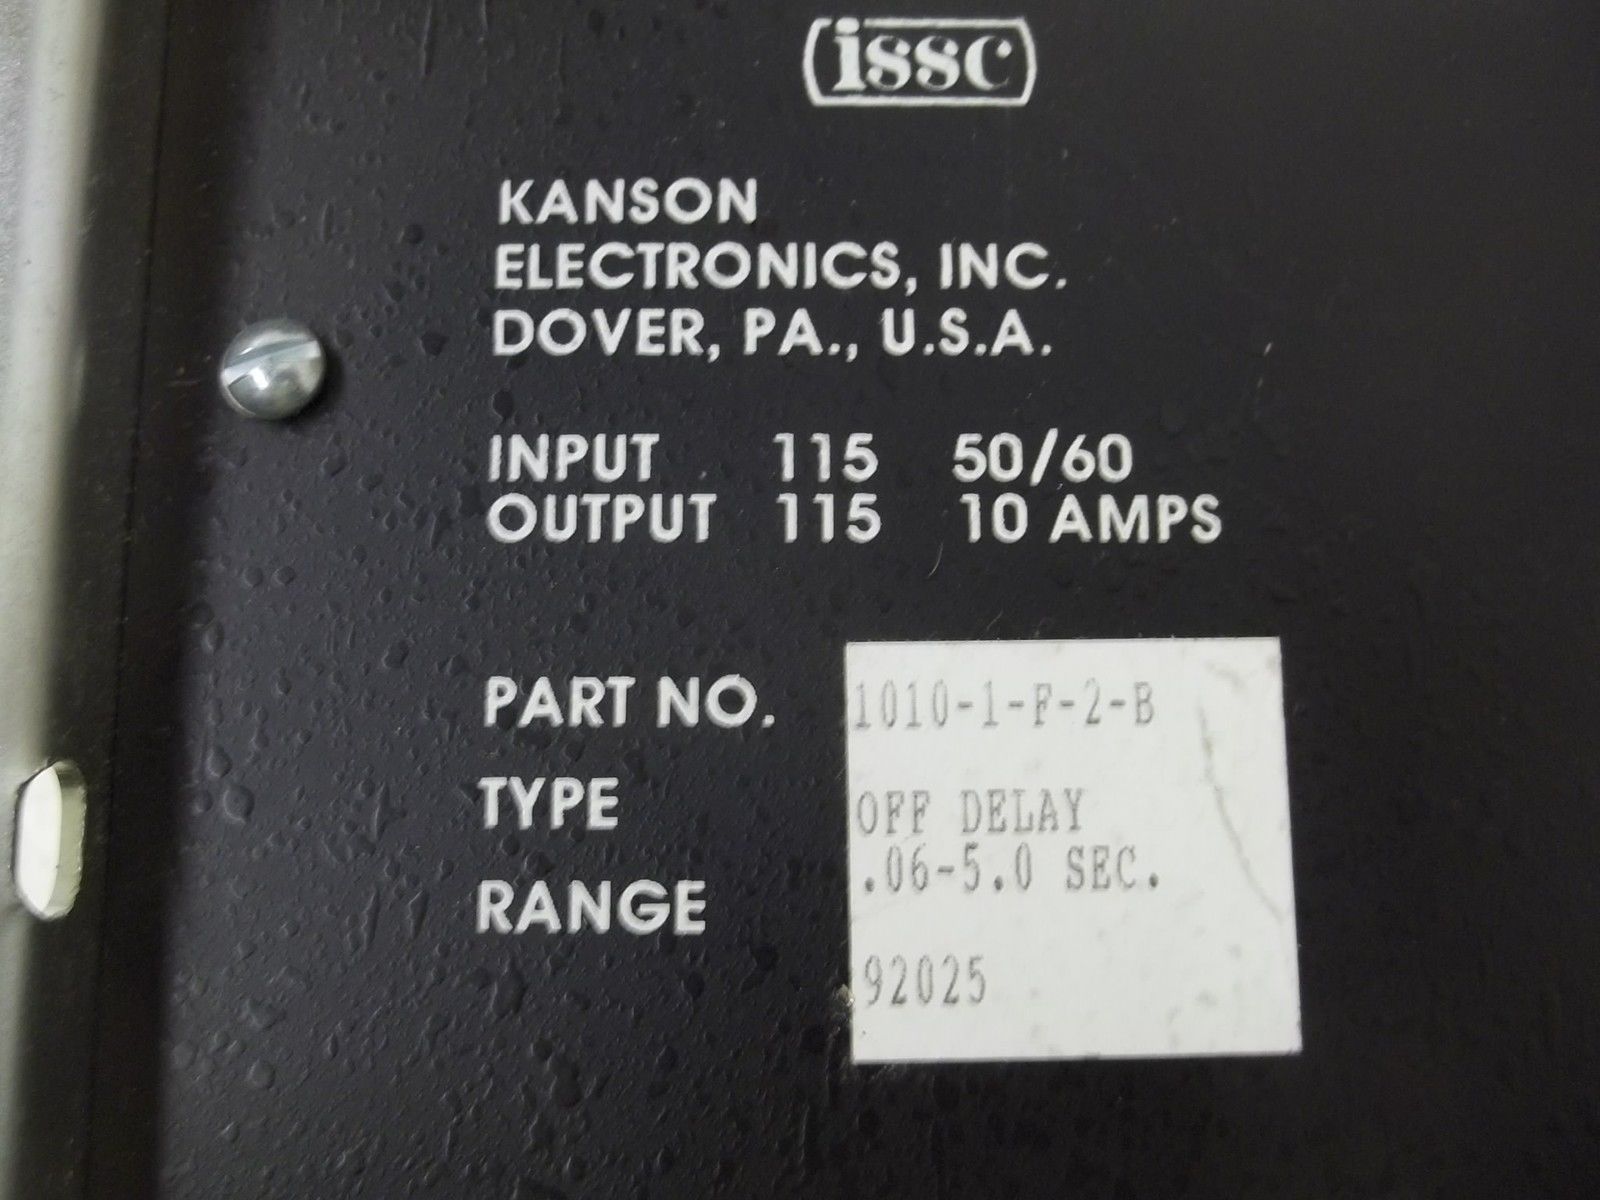 issc
KANSON
ELECTRONICS, INC.
DOVER, PA., U.S.A.
INPUT 115 50/60
OUTPUT 115 10 AMPS
PART NO. 1010-1-F-2-B
TYPE OFF DELAY
RANGE .06-5.0 SEC.
92025